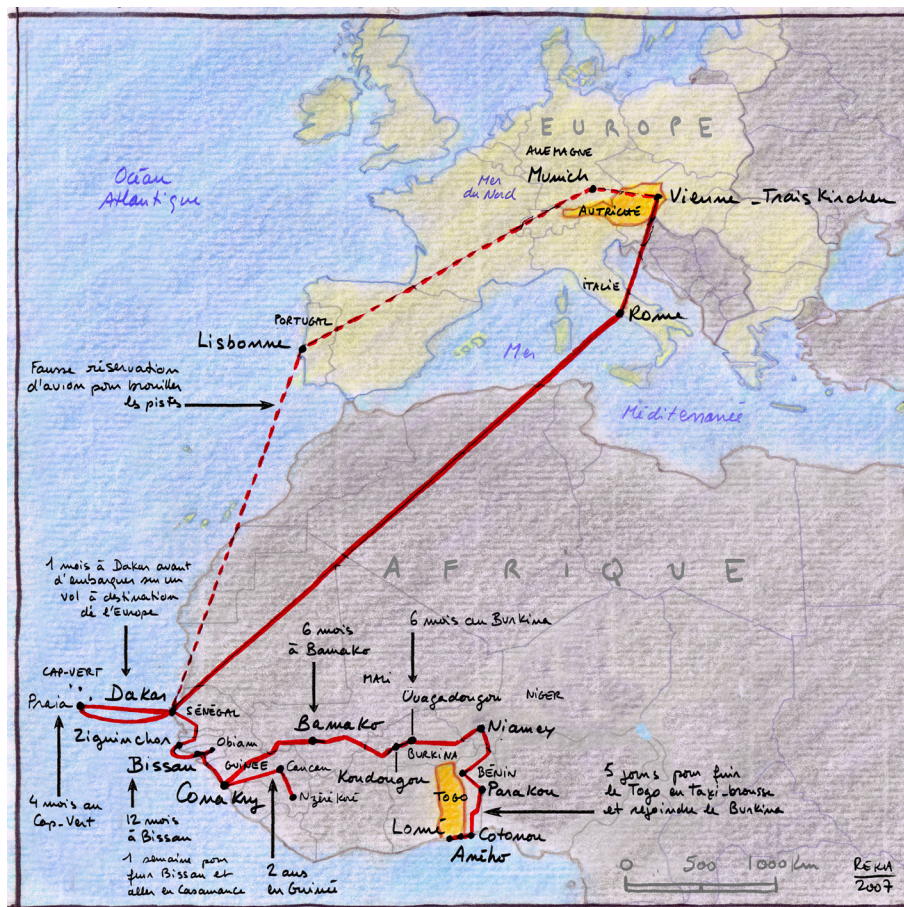 EUROPE
ALLEMAGNE
Munich
Mer
du Nord
Océan
Atlantique
Vienne - Traiskirchen
AUTRICHE
ITALIE
Rome
PORTUGAL
Lisbonne
Mer
Méditerranée
Fausse réservation
d'avion pour brouiller
les pistes
AFRIQUE
1 mois à Dakar avant
d'embarquer sur un
vol à destination
de l'Europe
6 mois
à Bamako
6 mois au Burkina
CAP-VERT
Praia
Dakar
SÉNÉGAL
MALI
Ouagadougou
NIGER
Ziguinchor
Obiam
Bamako
BURKINA
Niamey
Bissau
GUINÉE
Cancan
Koudougou
BÉNIN
Conakry
Nzérékoré
TOGO
Parakou
5 jours pour fuir
le Togo en taxi-brousse
et rejoindre le Burkina
4 mois au
Cap-Vert
12 mois
à Bissau
1 semaine pour
fuir Bissau et
aller en Casamance
2 ans
en Guinée
Lomé
Cotonou
Aného
0 500 1000 km
REKA
2007